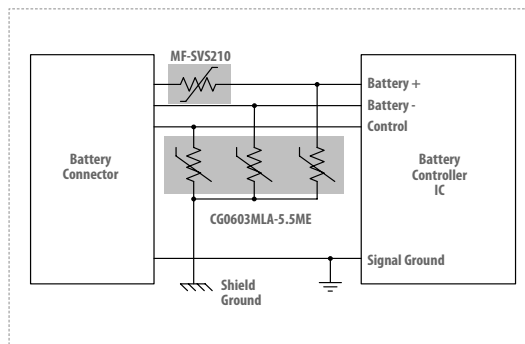 MF-SVS210
Battery +
Battery -
Control
Battery
Connector
Battery
Controller
IC
CG0603MLA-5.5ME
Signal Ground
Shield
Ground